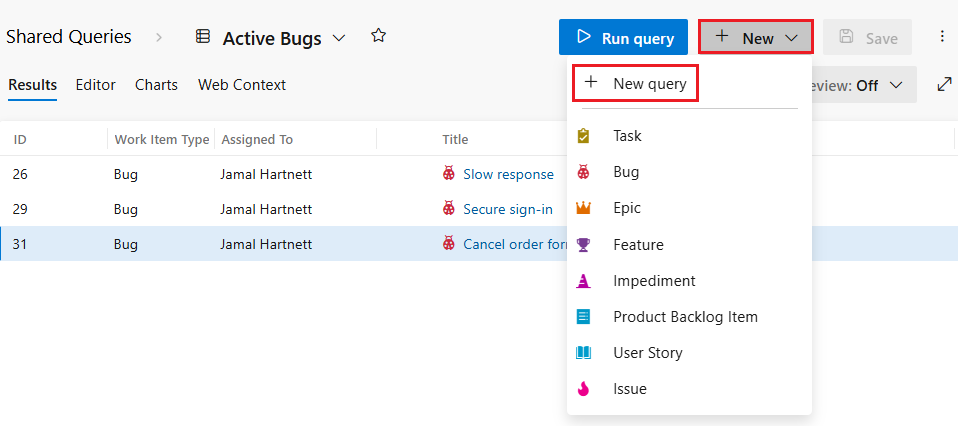 Shared Queries
Active Bugs
Run query
New
Save
Results
Editor
Charts
Web Context
New query
eview: Off
ID
Work Item Type
Assigned To
Title
26
Bug
Jamal Hartnett
Slow response
29
Bug
Jamal Hartnett
Secure sign-in
31
Bug
Jamal Hartnett
Cancel order for
Task
Bug
Epic
Feature
Impediment
Product Backlog Item
User Story
Issue